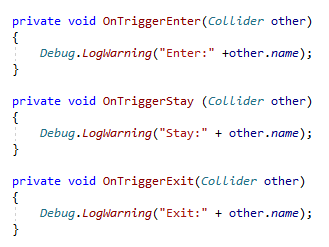 private void OnTriggerEnter(Collider other)
{
Debug.LogWarning("Enter:" +other.name);
}
private void OnTriggerStay (Collider other)
{
Debug.LogWarning("Stay:" + other.name);
}
private void OnTriggerExit(Collider other)
{
Debug.LogWarning("Exit:" + other.name);
}